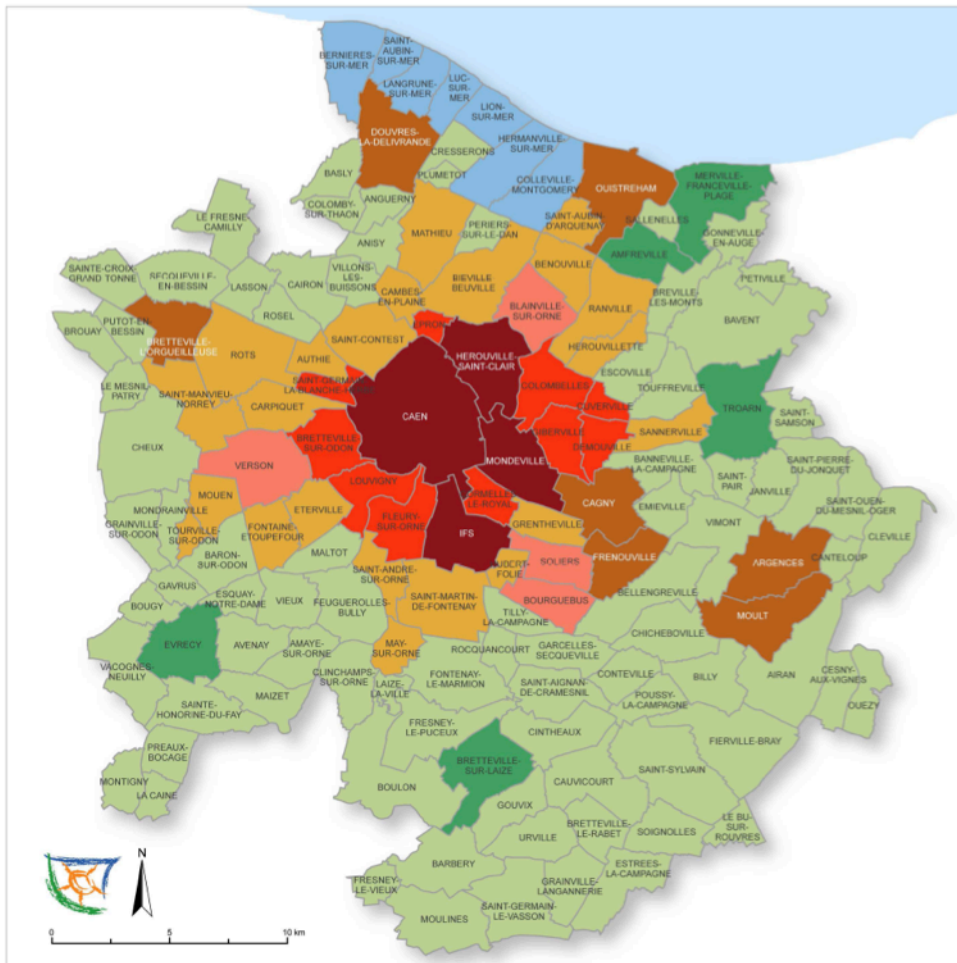 BERNIERES-
SUR-MER
SAINT-
AUBIN-
SUR-MER
LANGRUNE-
SUR-MER
LUC-
SUR-
MER
LION-
SUR-MER
HERMANVILLE-
SUR-MER
COLLEVILLE-
MONTGOMERY
DOUVRES-
LA-DELIVRANDE
CRESSERONS
PLUMETOT
BASLY
COLOMBY-
SUR-THAON
ANGUERNY
OUISTREHAM
MERVILLE-
FRANCEVILLE-
PLAGE
SALLENELLES
GONNEVILLE-
EN-AUGE
AMFREVILLE
SAINT-AUBIN-
D'ARQUENAY
LE FRESNE
CAMILLY
ANISY
MATHIEU
PERIERS-
SUR-LE-DAN
BENOUVILLE
SAINTE-CROIX-
GRAND TONNE
SECQUEVILLE-
EN-BESSIN
LASSON
CAIRON
VILLONS-
LES-
BUISSONS
CAMBES-
EN-PLAINE
BIEVILLE
BEUVILLE
BLAINVILLE-
SUR-ORNE
RANVILLE
BREVILLE-
LES-MONTS
PETIVILLE
BAVENT
ROSEL
BROUAY
PUTOT-EN-
BESSIN
BRETTEVILLE-
L'ORGUEILLEUSE
ROTS
AUTHIE
SAINT-CONTEST
EPRON
HEROUVILLE-
SAINT-CLAIR
HEROUVILLETTE
ESCOVILLE
TOUFFREVILLE
LE MESNIL-
PATRY
SAINT-MANVIEU-
NORREY
CARPIQUET
SAINT-GERMAIN-
LA-BLANCHE-HERBE
CAEN
COLOMBELLES
CUVERVILLE
TROARN
SAINT-
SAMSON
CHEUX
VERSON
BRETTEVILLE-
SUR-ODON
GIBERVILLE
DEMOUVILLE
SANNERVILLE
BANNEVILLE-
LA-CAMPAGNE
SAINT-PIERRE-
DU-JONQUET
MONDEVILLE
LOUVIGNY
CORMELLES-
LE-ROYAL
CAGNY
EMIEVILLE
SAINT-
PAIR
JANVILLE
SAINT-OUEN-
DU-MESNIL-OGER
CLEVILLE
MOUEN
MONDRAINVILLE
GRAINVILLE-
SUR-ODON
TOURVILLE-
SUR-ODON
FONTAINE-
ETOUPEFOUR
ETERVILLE
FLEURY-
SUR-ORNE
IFS
GRENTHEVILLE
VIMONT
BARON-
SUR-ODON
MALTOT
SAINT-ANDRE-
SUR-ORNE
HUBERT-
FOLIE
SOLIERS
FRENOUVILLE
ARGENCES
CANTELOUP
GAVRUS
BOUGY
ESQUAY-
NOTRE-DAME
VIEUX
FEUGUEROLLES-
BULLY
SAINT-MARTIN-
DE-FONTENAY
BOURGUEBUS
BELLENGREVILLE
MOULT
TILLY-
LA-CAMPAGNE
CHICHEBOVILLE
EVRECY
AVENAY
AMAYE-
SUR-ORNE
MAY-
SUR-ORNE
ROCQUANCOURT
GARCELLES-
SECQUEVILLE
VACOGNES-
NEUILLY
CLINCHAMPS-
SUR-ORNE
LAIZE-
LA-VILLE
FONTENAY-
LE-MARMION
SAINT-AIGNAN-
DE-CRAMESNIL
CONTEVILLE
POUSSY-
LA-CAMPAGNE
BILLY
AIRAN
CESNY-
AUX-VIGNES
OUEZY
SAINTE-
HONORINE-DU-FAY
MAIZET
FRESNEY-
LE-PUCEUX
CINTHEAUX
FIERVILLE-BRAY
PREAUX-
BOCAGE
MONTIGNY
LA CAINE
BOULON
BRETTEVILLE-
SUR-LAIZE
CAUVICOURT
SAINT-SYLVAIN
GOUVIX
URVILLE
BRETTEVILLE-
LE-RABET
SOIGNOLLES
LE BU-
SUR-
ROUVRES
BARBERY
ESTREES-
LA-CAMPAGNE
FRESNEY-
LE-VIEUX
GRAINVILLE-
LANGANNERIE
SAINT-GERMAIN-
LE-VASSON
MOULINES
N
0 5 10 km